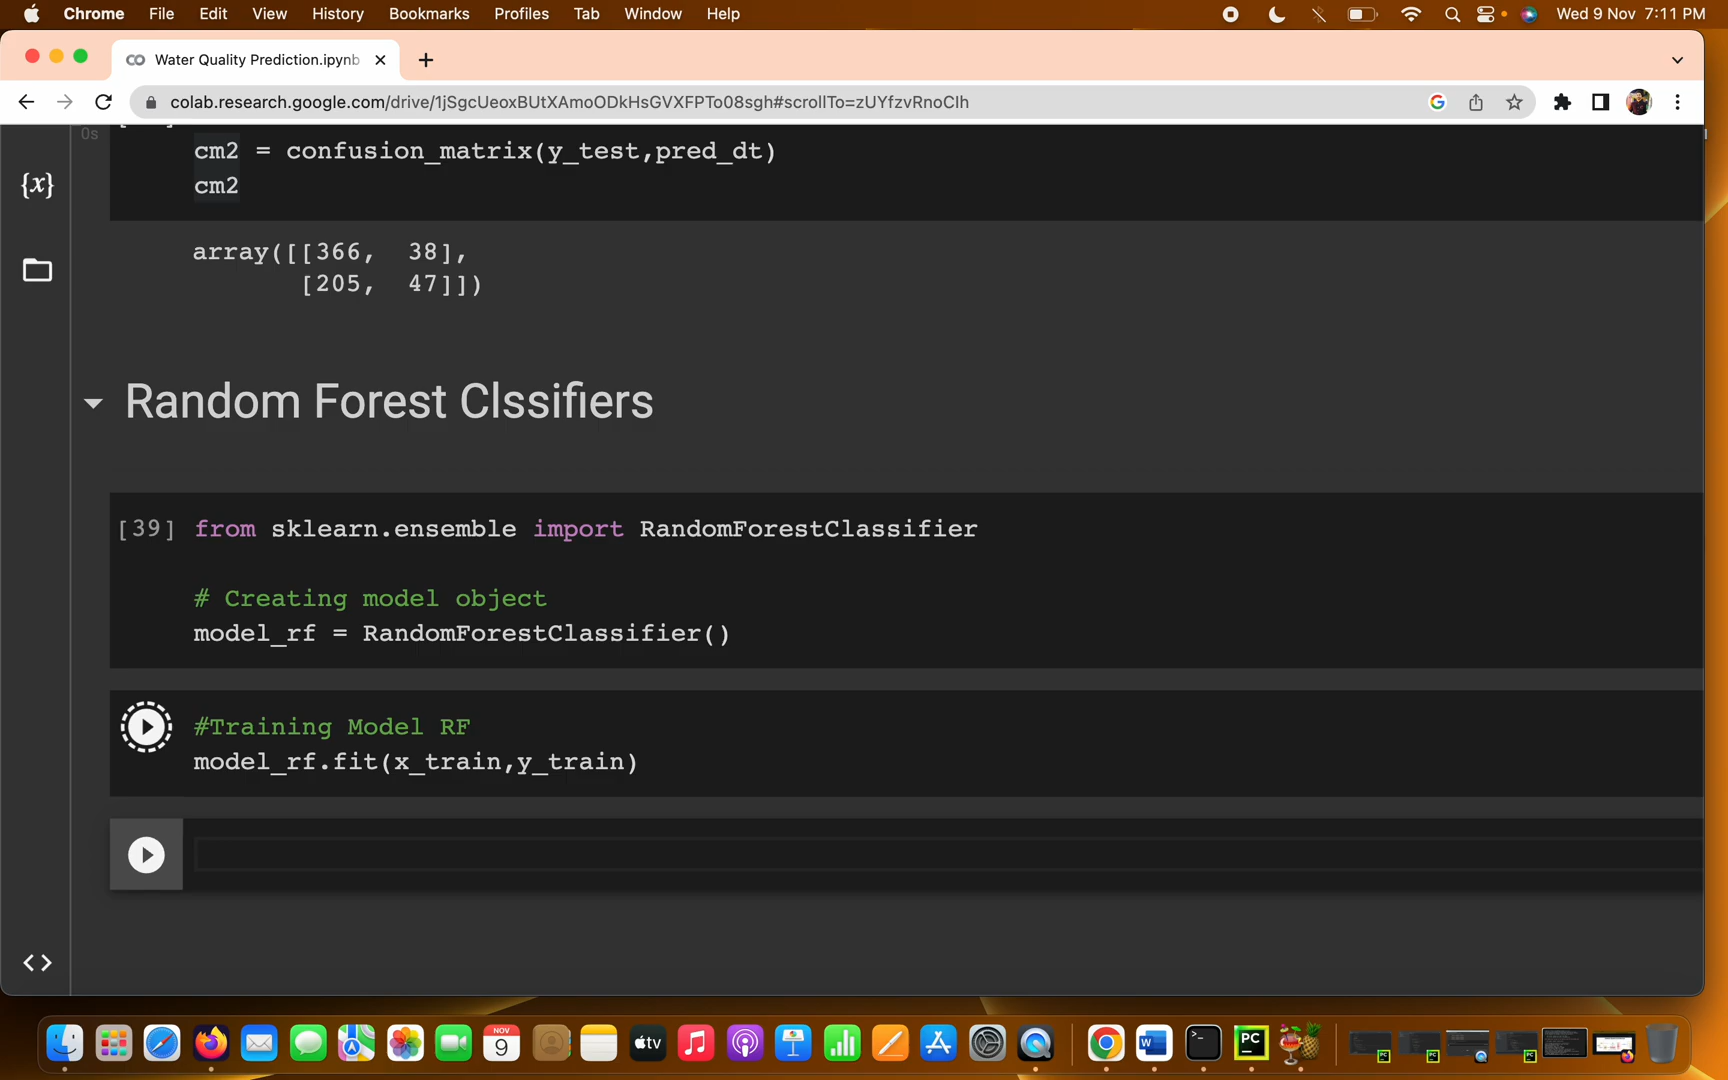 Chrome File Edit View History Bookmarks Profiles Tab Window Help Wed 9 Nov 7:11 PM
Water Quality Prediction.ipynb
colab.research.google.com/drive/1jSgcUeoxBUtXAmoODkHsGVXFPTo08sgh#scrollTo=zUYfzvRnoClh
0s
cm2 = confusion_matrix(y_test,pred_dt)
cm2
{x}
array([[366, 38],
[205, 47]])
Random Forest Clssifiers
[39] from sklearn.ensemble import RandomForestClassifier
# Creating model object
model_rf = RandomForestClassifier()
#Training Model RF
model_rf.fit(x_train,y_train)
<>
NOV
9
tv
PC